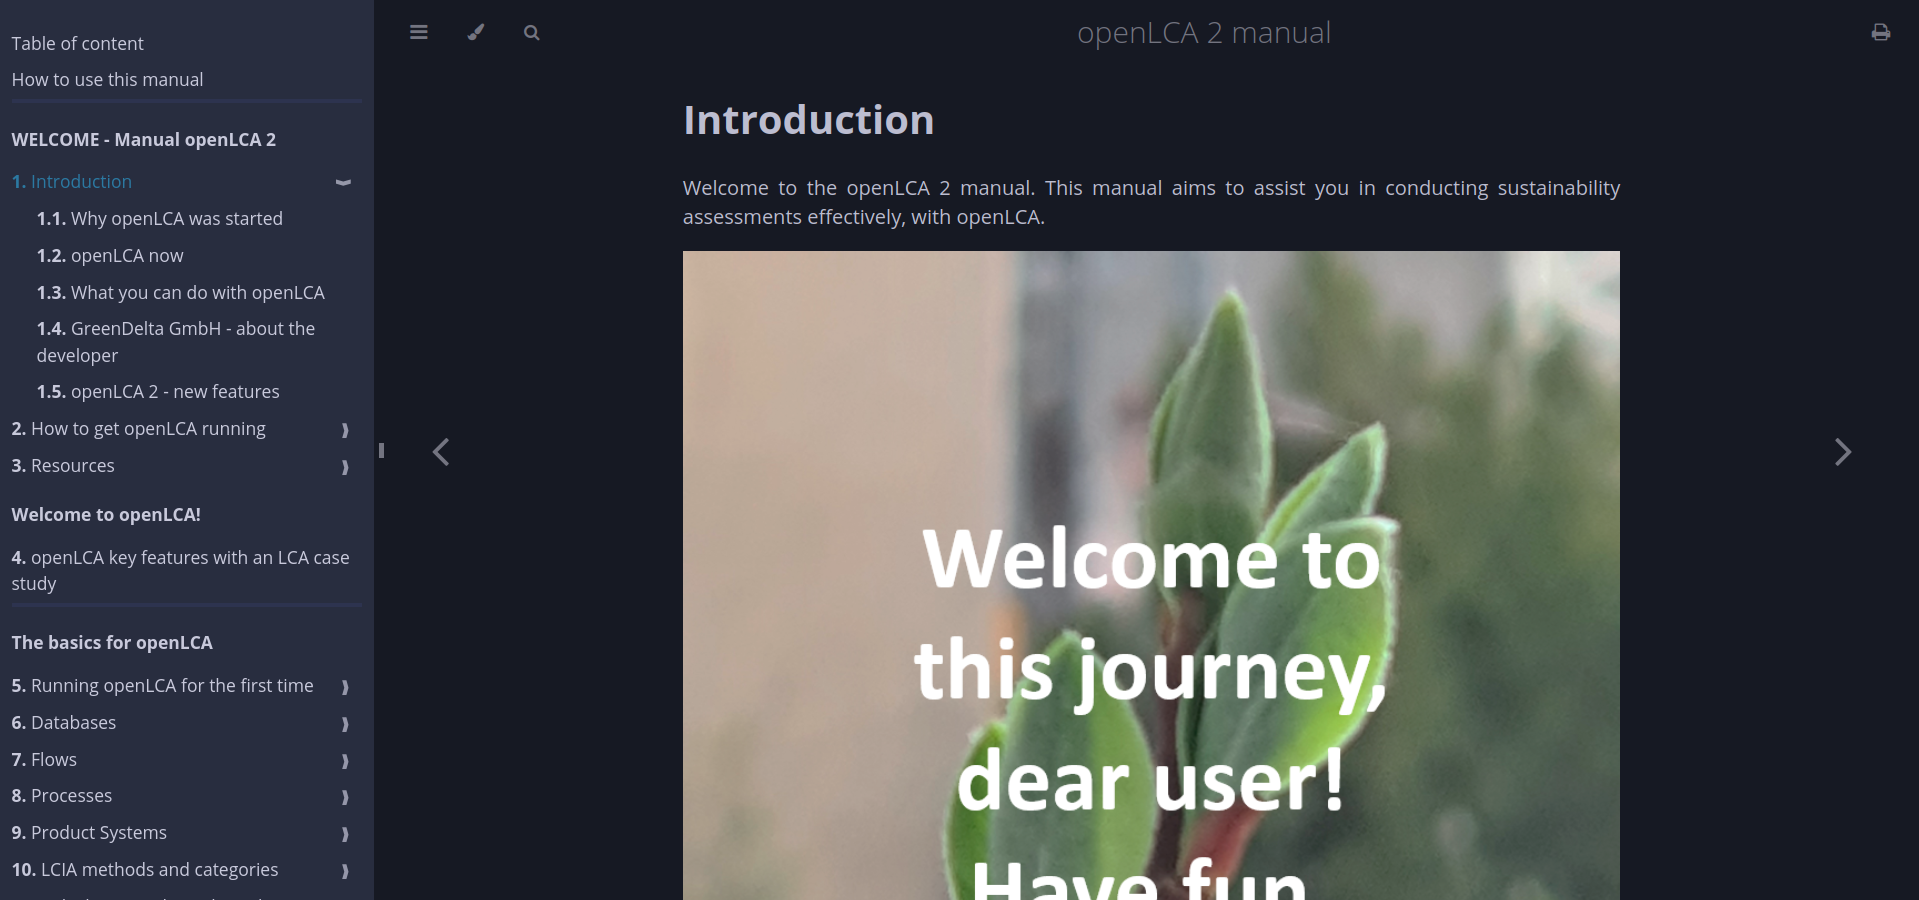 Table of content
How to use this manual
WELCOME - Manual openLCA 2
1. Introduction
1.1. Why openLCA was started
1.2. openLCA now
1.3. What you can do with openLCA
1.4. GreenDelta GmbH - about the
developer
1.5. openLCA 2 - new features
2. How to get openLCA running
3. Resources
Welcome to openLCA!
4. openLCA key features with an LCA case
study
The basics for openLCA
5. Running openLCA for the first time
6. Databases
7. Flows
8. Processes
9. Product Systems
10. LCIA methods and categories
openLCA 2 manual
Introduction
Welcome to the openLCA 2 manual. This manual aims to assist you in conducting sustainability
assessments effectively, with openLCA.
Welcome to
this journey,
dear user!
Have fun